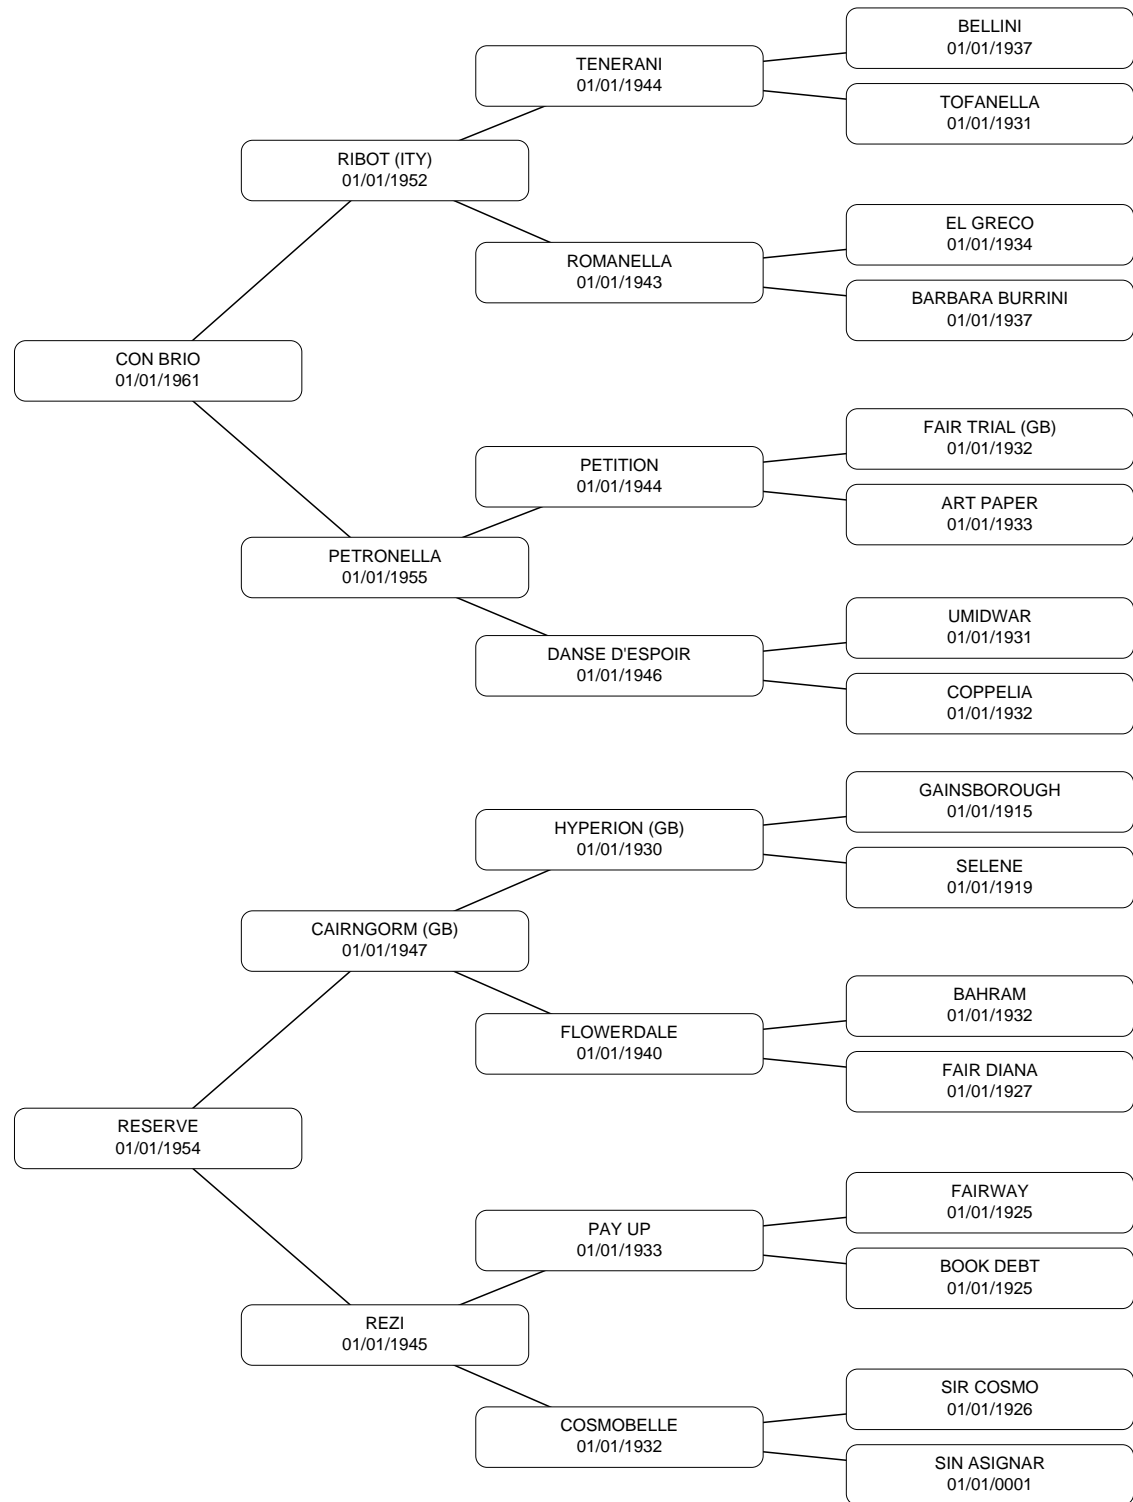 BELLINI
01/01/1937
TENERANI
01/01/1944
TOFANELLA
01/01/1931
RIBOT (ITY)
01/01/1952
EL GRECO
01/01/1934
ROMANELLA
01/01/1943
BARBARA BURRINI
01/01/1937
CON BRIO
01/01/1961
FAIR TRIAL (GB)
01/01/1932
PETITION
01/01/1944
ART PAPER
01/01/1933
PETRONELLA
01/01/1955
UMIDWAR
01/01/1931
DANSE D'ESPOIR
01/01/1946
COPPELIA
01/01/1932
GAINSBOROUGH
01/01/1915
HYPERION (GB)
01/01/1930
SELENE
01/01/1919
CAIRNGORM (GB)
01/01/1947
BAHRAM
01/01/1932
FLOWERDALE
01/01/1940
FAIR DIANA
01/01/1927
RESERVE
01/01/1954
FAIRWAY
01/01/1925
PAY UP
01/01/1933
BOOK DEBT
01/01/1925
REZI
01/01/1945
SIR COSMO
01/01/1926
COSMOBELLE
01/01/1932
SIN ASIGNAR
01/01/0001